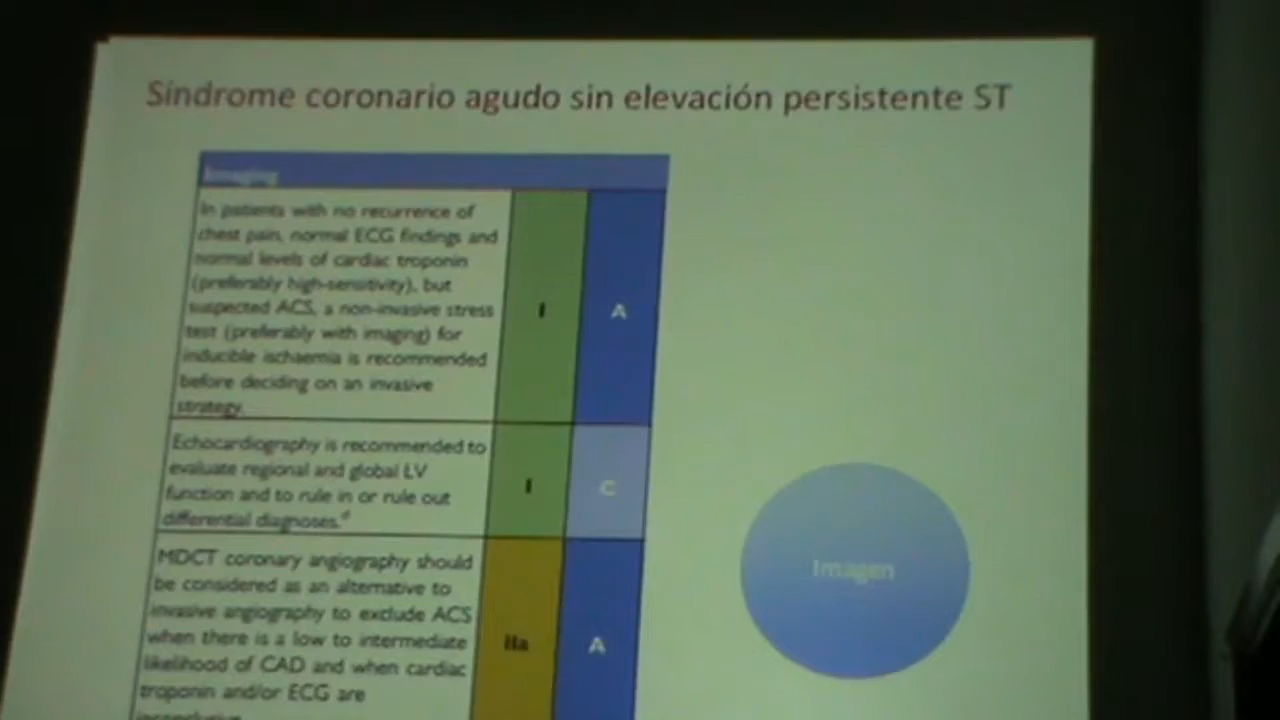 Síndrome coronario agudo sin elevación persistente ST
Imaging
In patients with no recurrence of
chest pain, normal ECG findings and
normal levels of cardiac troponin
(preferably high-sensitivity), but
suspected ACS, a non-invasive stress
test (preferably with imaging) for
inducible ischaemia is recommended
before deciding on an invasive
strategy.
I
A
Echocardiography is recommended to
evaluate regional and global LV
function and to rule in or rule out
differential diagnoses.d
I
C
MDCT coronary angiography should
be considered as an alternative to
invasive angiography to exclude ACS
when there is a low to intermediate
likelihood of CAD and when cardiac
troponin and/or ECG are
inconclusive.
IIa
A
Imagen